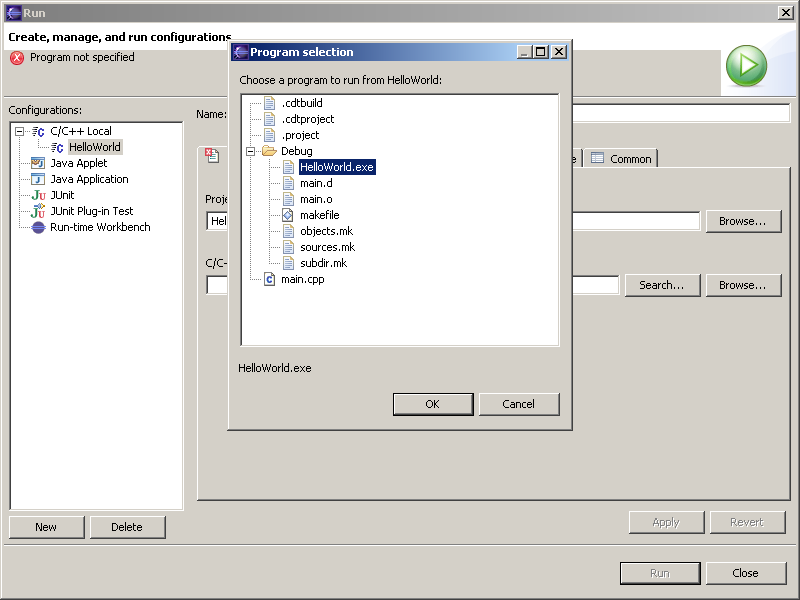 Run
Create, manage, and run configurations
Program not specified
Configurations:
C/C++ Local
HelloWorld
Java Applet
Java Application
JUnit
JUnit Plug-in Test
Run-time Workbench
New
Delete
Name:
Common
Hel
Browse...
C/C
Search...
Browse...
Apply
Revert
Run
Close
Program selection
Choose a program to run from HelloWorld:
.cdtbuild
.cdtproject
.project
Debug
HelloWorld.exe
main.d
main.o
makefile
objects.mk
sources.mk
subdir.mk
main.cpp
HelloWorld.exe
OK
Cancel